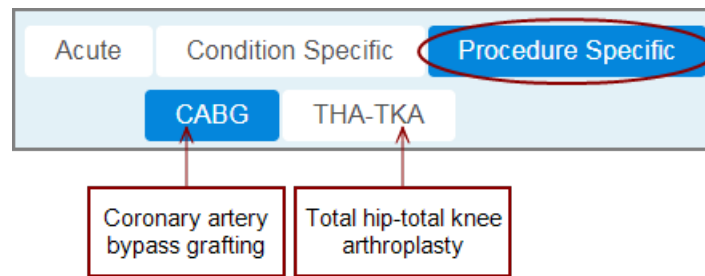 Acute Condition Specific Procedure Specific
CABG THA-TKA
Coronary artery
bypass grafting
Total hip-total knee
arthroplasty